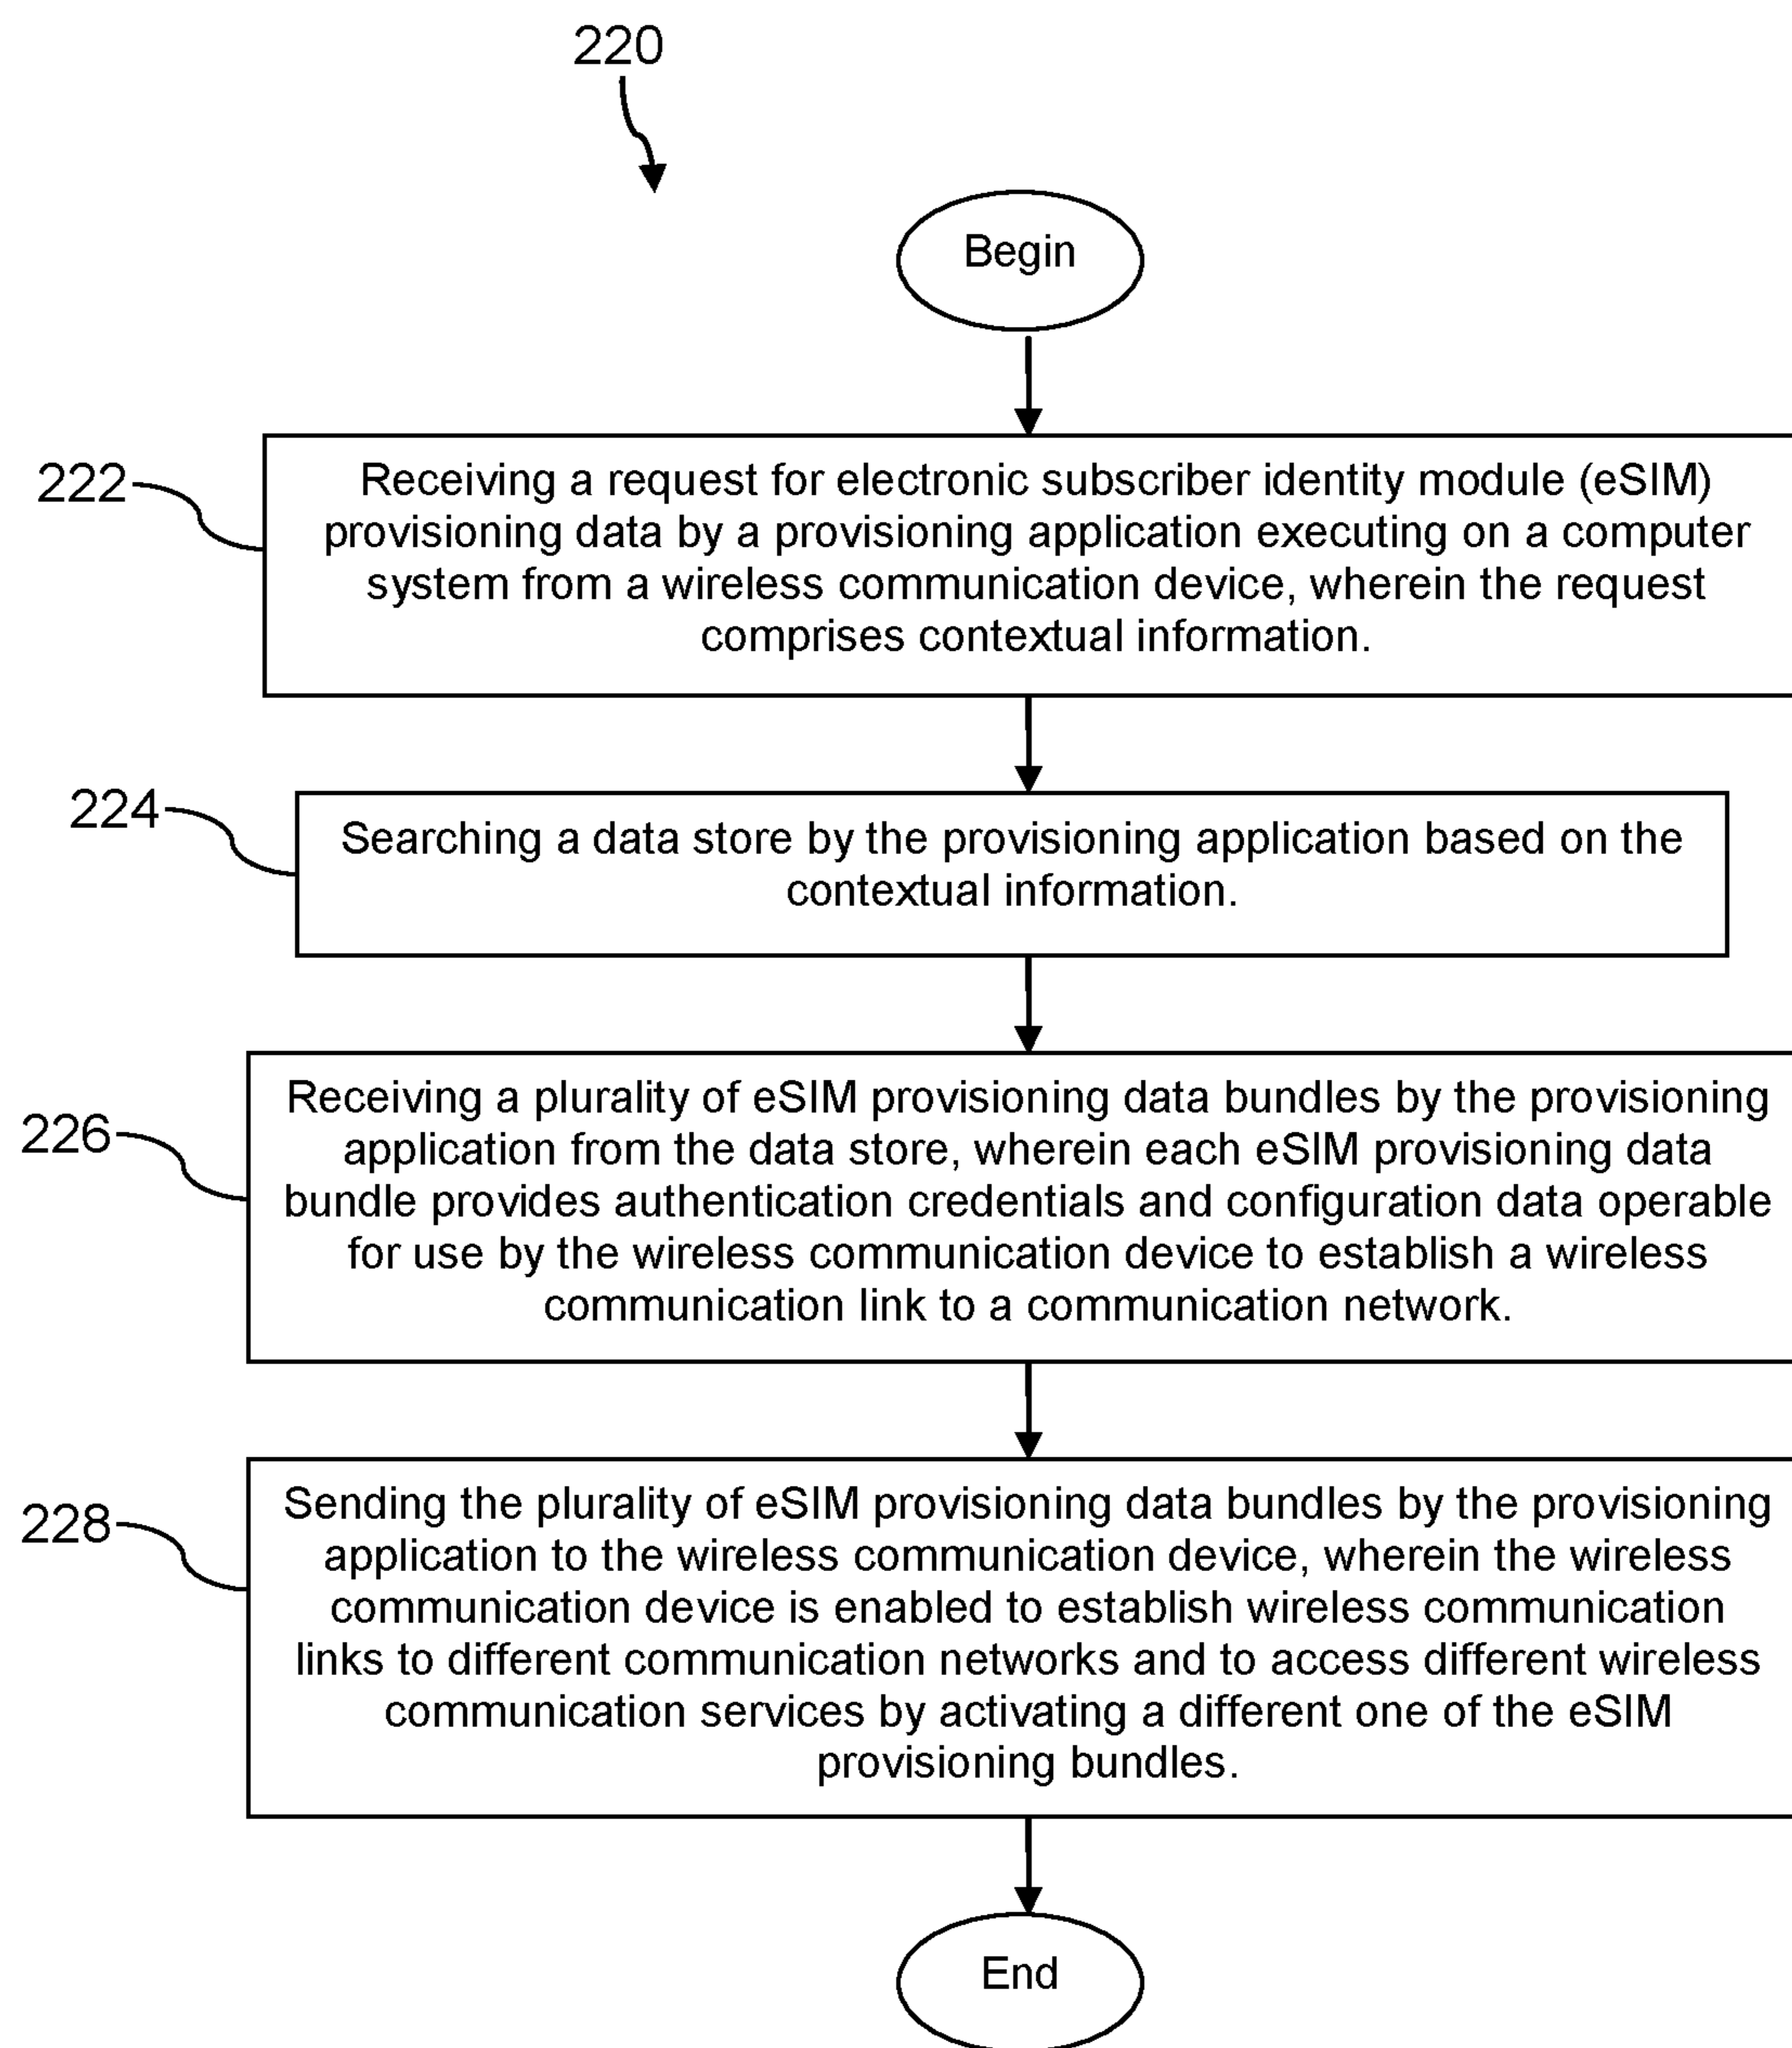 220
Begin
222
Receiving a request for electronic subscriber identity module (eSIM)
provisioning data by a provisioning application executing on a computer
system from a wireless communication device, wherein the request
comprises contextual information.
224
Searching a data store by the provisioning application based on the
contextual information.
226
Receiving a plurality of eSIM provisioning data bundles by the provisioning
application from the data store, wherein each eSIM provisioning data
bundle provides authentication credentials and configuration data operable
for use by the wireless communication device to establish a wireless
communication link to a communication network.
228
Sending the plurality of eSIM provisioning data bundles by the provisioning
application to the wireless communication device, wherein the wireless
communication device is enabled to establish wireless communication
links to different communication networks and to access different wireless
communication services by activating a different one of the eSIM
provisioning bundles.
End